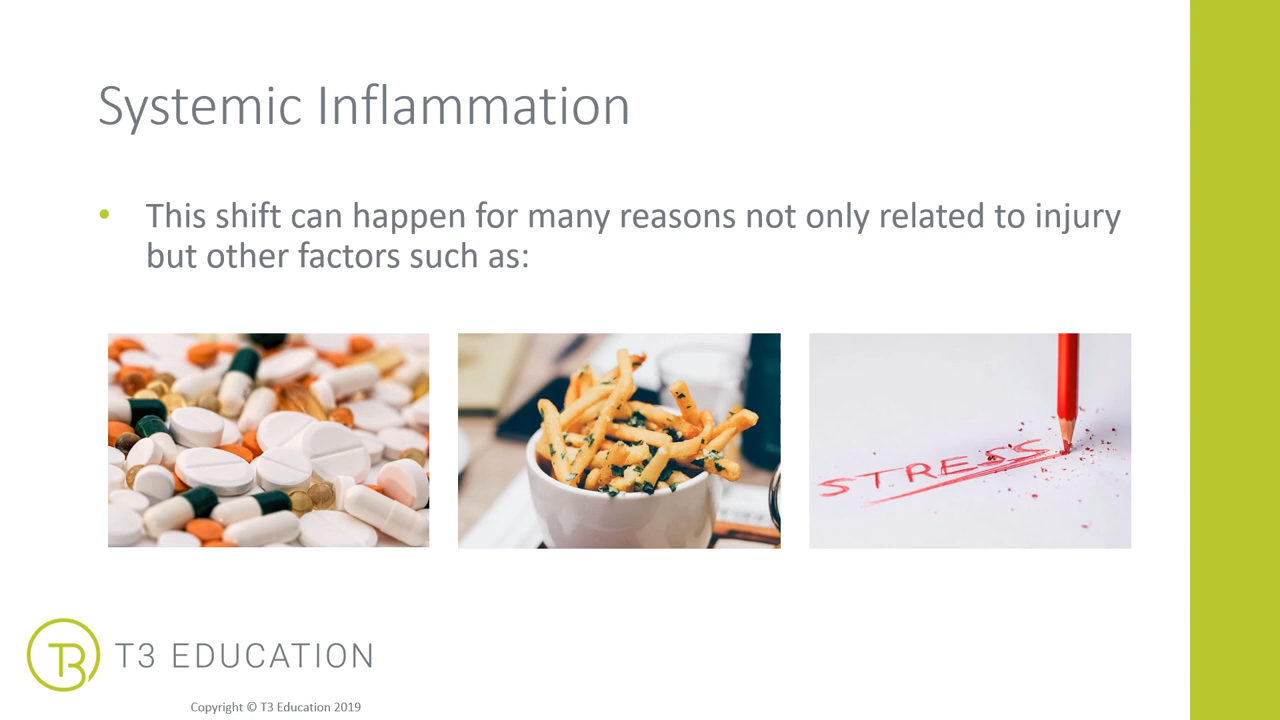 Systemic Inflammation
• This shift can happen for many reasons not only related to injury
but other factors such as:
STRESS
T3 EDUCATION
Copyright © T3 Education 2019